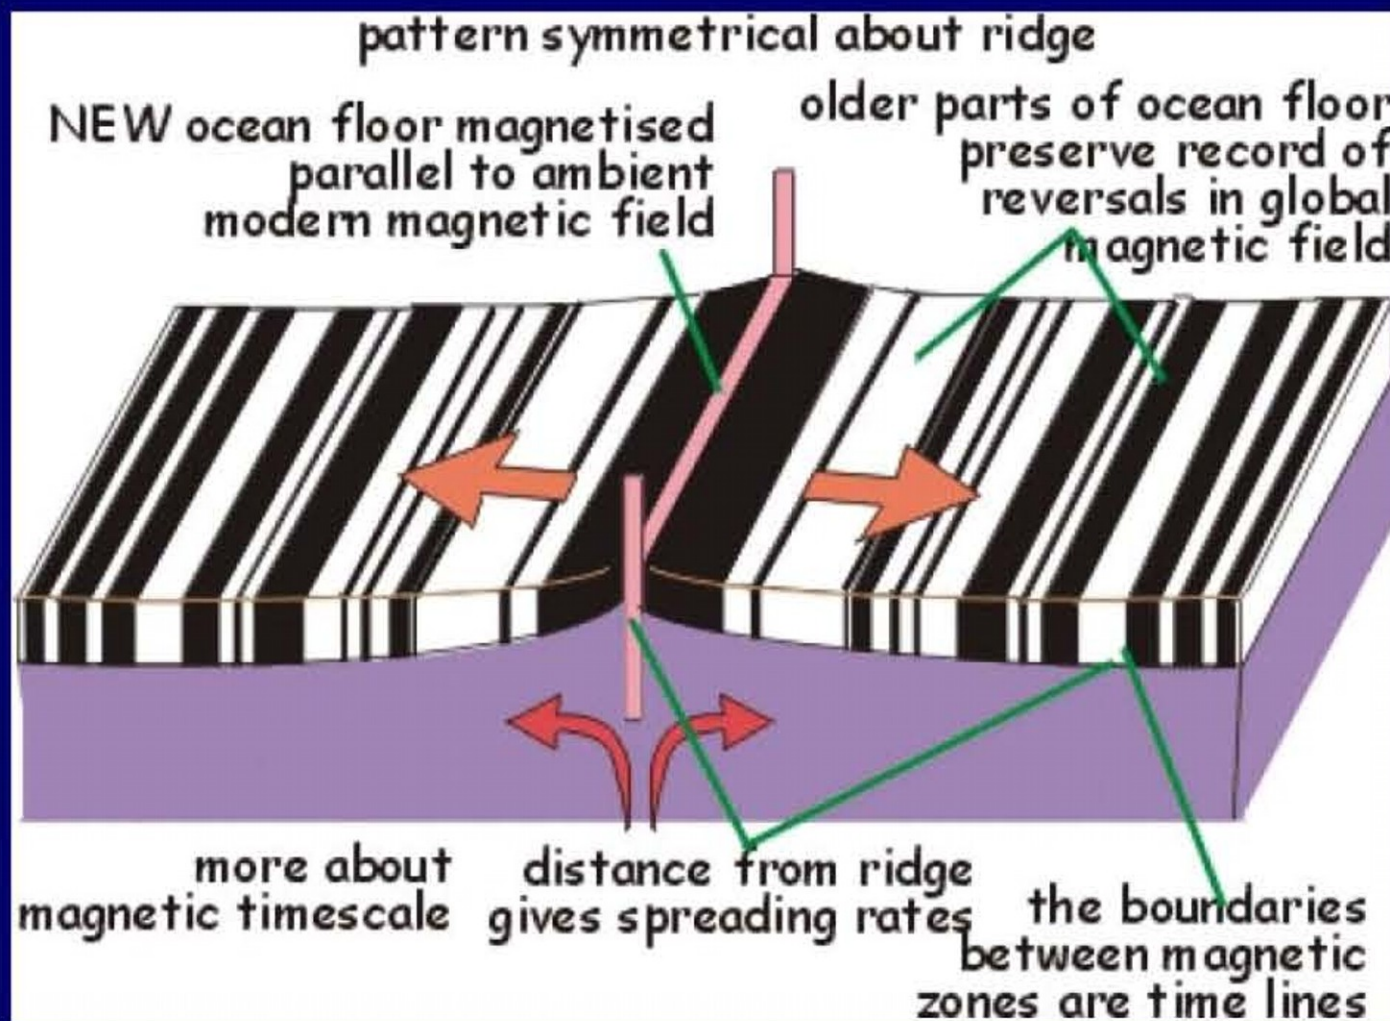 pattern symmetrical about ridge
NEW ocean floor magnetised
parallel to ambient
modern magnetic field
older parts of ocean floor
preserve record of
reversals in global
magnetic field
more about
magnetic timescale
distance from ridge
gives spreading rates
the boundaries
between magnetic
zones are time lines